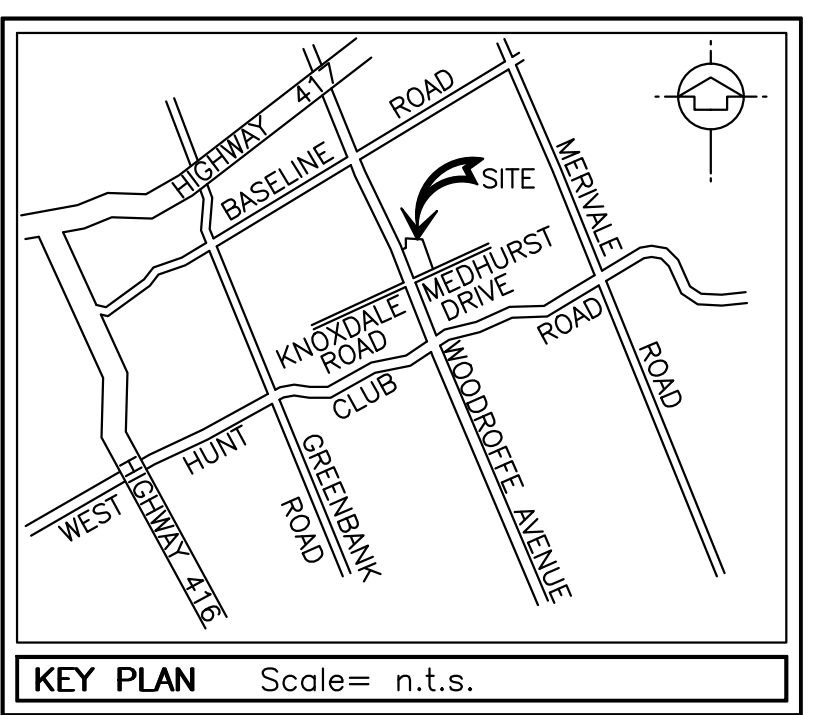 HIGHWAY 417
BASELINE ROAD
SITE
MERIVALE ROAD
KNOXDALE
ROAD
MEDHURST
DRIVE
WEST HUNT CLUB ROAD
GREENBANK ROAD
WOODROFFE AVENUE
HIGHWAY 416
KEY PLAN Scale= n.t.s.